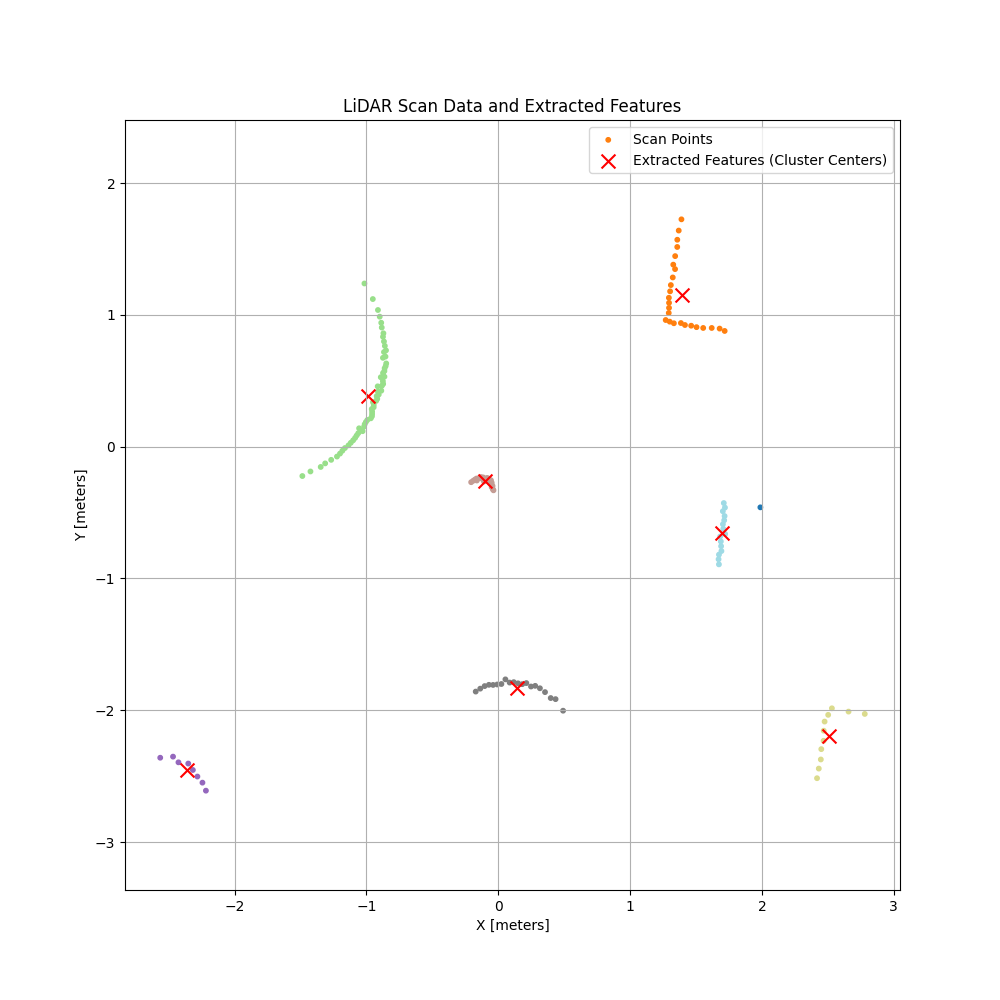 LiDAR Scan Data and Extracted Features
Scan Points
Extracted Features (Cluster Centers)
2
1
0
−1
−2
−3
Y [meters]
−2
−1
0
1
2
3
X [meters]